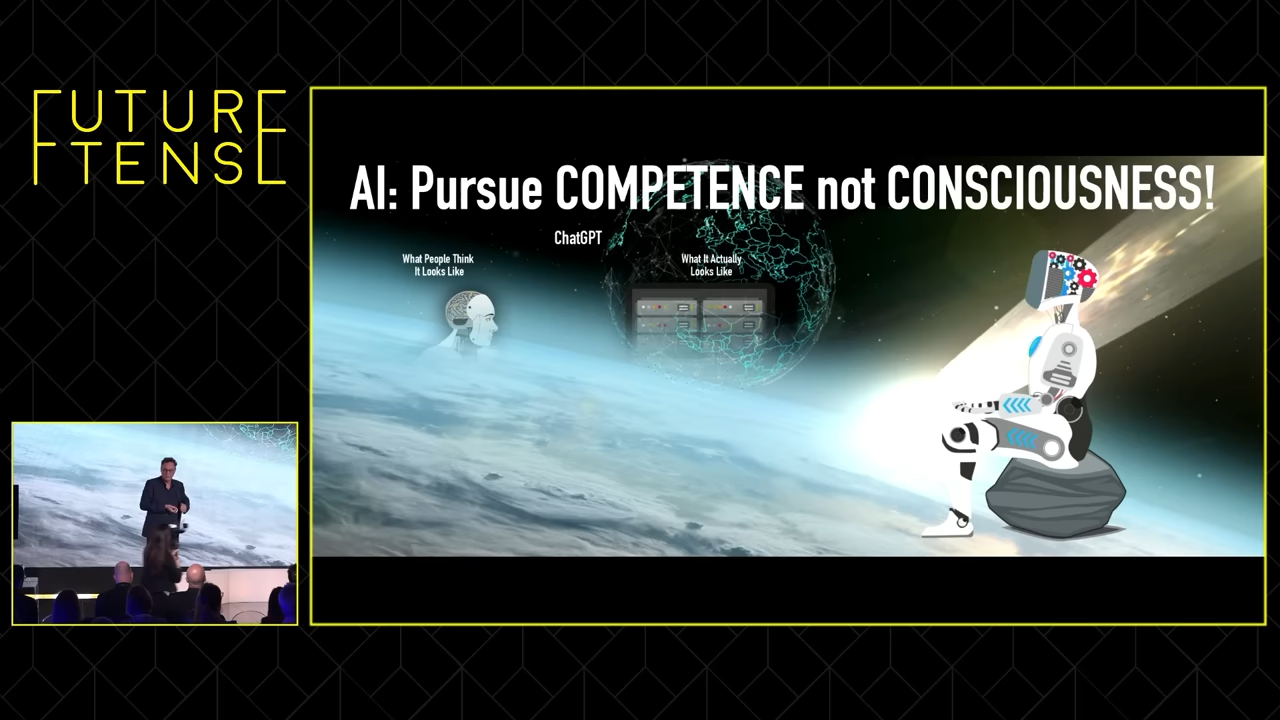 FUTURE
TENSE
AI: Pursue COMPETENCE not CONSCIOUSNESS!
ChatGPT
What People Think
It Looks Like
What It Actually
Looks Like